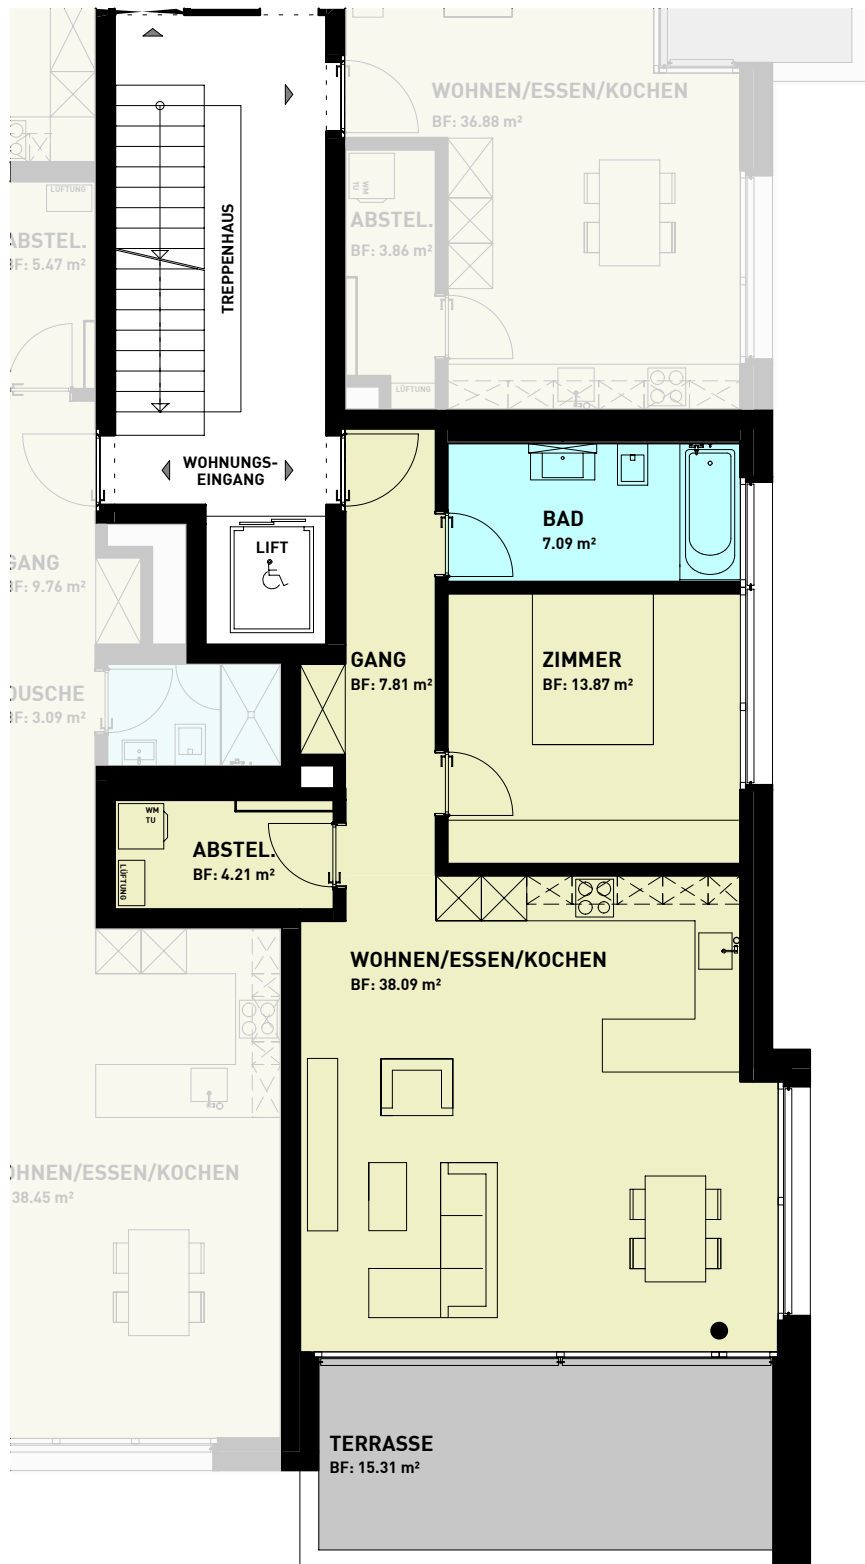 WOHNEN/ESSEN/KOCHEN
BF: 36.88 m²
LÜFTUNG
WM
TU
ABSTEL.
BF: 3.86 m²
ABSTEL.
BF: 5.47 m²
TREPPENHAUS
LÜFTUNG
WOHNUNGS-
EINGANG
BAD
7.09 m²
LIFT
GANG
BF: 9.76 m²
GANG
BF: 7.81 m²
ZIMMER
BF: 13.87 m²
DUSCHE
BF: 3.09 m²
WM
TU
ABSTEL.
BF: 4.21 m²
LÜFTUNG
WOHNEN/ESSEN/KOCHEN
BF: 38.09 m²
OHNEN/ESSEN/KOCHEN
38.45 m²
TERRASSE
BF: 15.31 m²